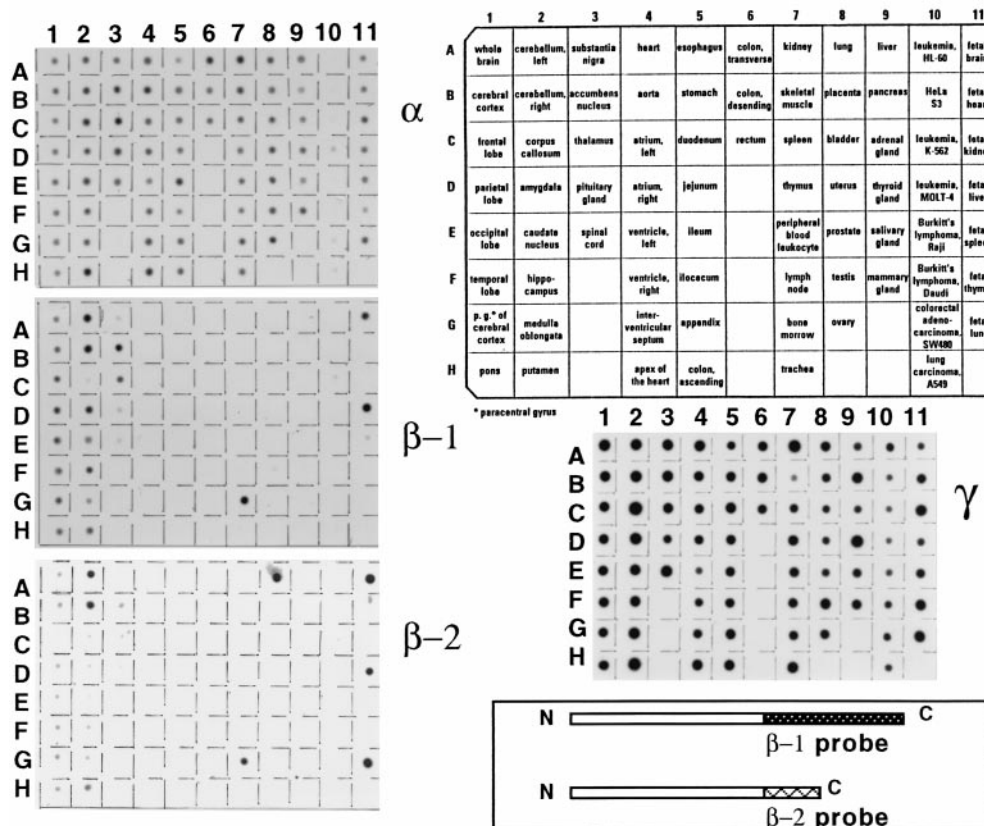 1 2 3 4 5 6 7 8 9 10 11
A
B
C
D
E
F
G
H
α
A
B
C
D
E
F
G
H
β-1
A
B
C
D
E
F
G
H
β-2
1 2 3 4 5 6 7 8 9 10 11
A whole brain cerebellum, left substantia nigra heart esophagus colon, transverse kidney lung liver leukemia, HL-60 fetal brain
B cerebral cortex cerebellum, right accumbens nucleus aorta stomach colon, desending skeletal muscle placenta pancreas HeLa S3
C frontal lobe corpus callosum thalamus atrium, left duodenum rectum spleen bladder adrenal gland leukemia, K-562
D parietal lobe amygdala pituitary gland atrium, right jejunum thymus uterus thyroid gland leukemia, MOLT-4
E occipital lobe caudate nucleus spinal cord ventricle, left ileum peripheral blood leukocyte prostate salivary gland Burkitt's lymphoma, Raji
F temporal lobe hippo-campus ventricle, right ilocecum lymph node testis mammary gland Burkitt's lymphoma, Daudi
G p. g.* of cerebral cortex medulla oblongata inter-ventricular septum appendix bone morrow ovary colorectal adeno-carcinoma, SW480
H pons putamen apex of the heart colon, ascending trachea lung carcinoma, A549
* paracentral gyrus
1 2 3 4 5 6 7 8 9 10 11
A
B
C
D
E
F
G
H
γ
N C
β-1 probe
N C
β-2 probe